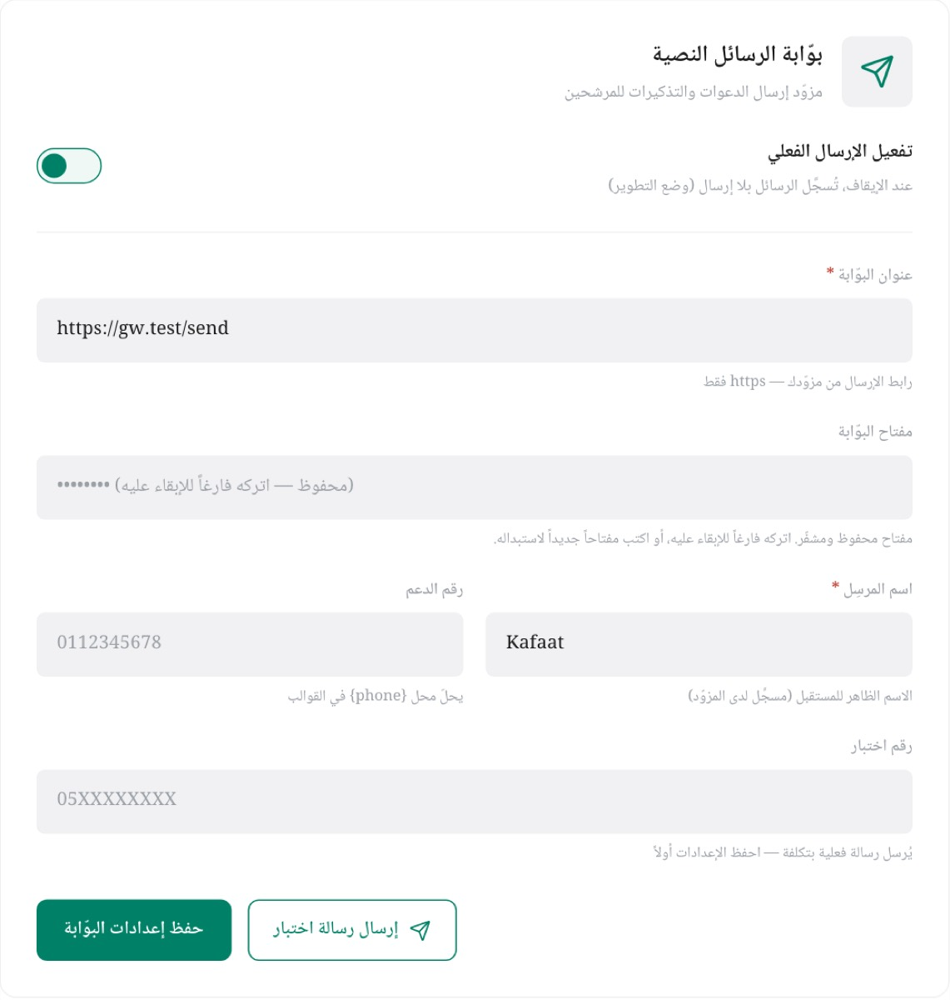 بوّابة الرسائل النصية
مزوّد إرسال الدعوات والتذكيرات للمرشحين
تفعيل الإرسال الفعلي
عند الإيقاف، تُسجَّل الرسائل بلا إرسال (وضع التطوير)
عنوان البوّابة *
https://gw.test/send
رابط الإرسال من مزوّدك — https فقط
مفتاح البوّابة
•••••••• (محفوظ — اتركه فارغاً للإبقاء عليه)
مفتاح محفوظ ومشفّر. اتركه فارغاً للإبقاء عليه، أو اكتب مفتاحاً جديداً لاستبداله.
اسم المرسِل *
Kafaat
الاسم الظاهر للمستقبل (مسجَّل لدى المزوّد)
رقم الدعم
0112345678
يحلّ محل {phone} في القوالب
رقم اختبار
05XXXXXXXX
يُرسل رسالة فعلية بتكلفة — احفظ الإعدادات أولاً
إرسال رسالة اختبار
حفظ إعدادات البوّابة